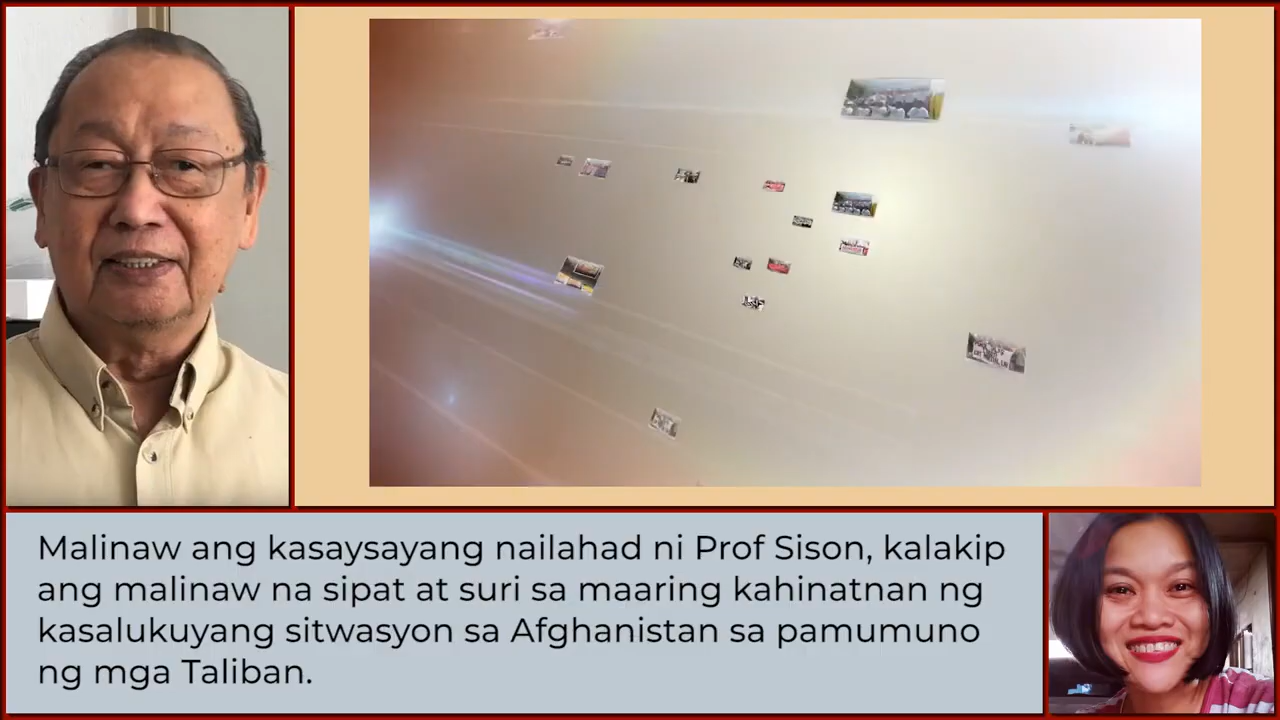 Malinaw ang kasaysayang nailahad ni Prof Sison, kalakip
ang malinaw na sipat at suri sa maaring kahinatnan ng
kasalukuyang sitwasyon sa Afghanistan sa pamumuno
ng mga Taliban.